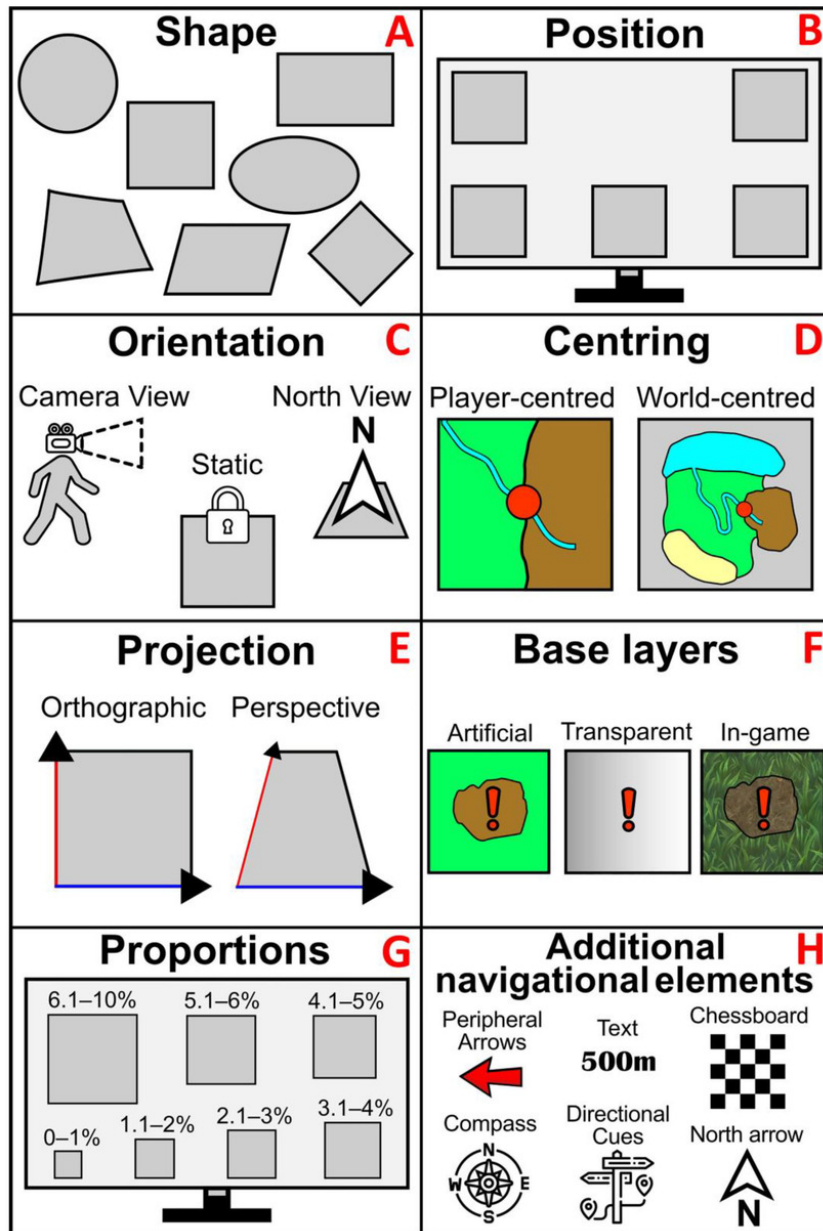 Shape A
Position B
Orientation C
Camera View
Static
North View
N
Centring D
Player-centred World-centred
Projection E
Orthographic Perspective
Base layers F
Artificial Transparent In-game
!
!
!
Proportions G
6.1–10% 5.1–6% 4.1–5%
0–1% 1.1–2% 2.1–3% 3.1–4%
Additional H
navigational elements
Peripheral
Arrows
Text
500m
Chessboard
Compass
N
W E
S
Directional
Cues
North arrow
N